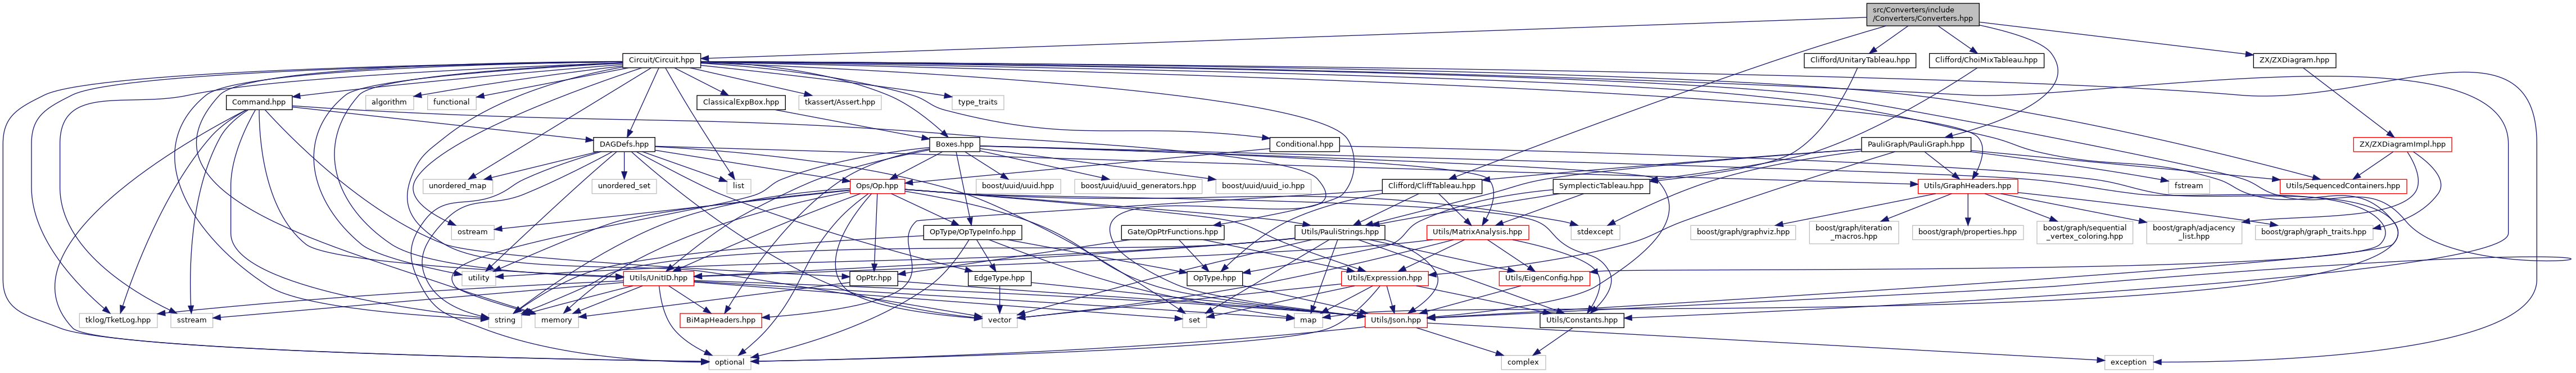 src/Converters/include
/Converters/Converters.hpp
Circuit/Circuit.hpp
Clifford/UnitaryTableau.hpp
Clifford/ChoiMixTableau.hpp
ZX/ZXDiagram.hpp
Command.hpp
algorithm
functional
ClassicalExpBox.hpp
tkassert/Assert.hpp
type_traits
DAGDefs.hpp
Boxes.hpp
Conditional.hpp
PauliGraph/PauliGraph.hpp
ZX/ZXDiagramImpl.hpp
unordered_map
unordered_set
list
Ops/Op.hpp
boost/uuid/uuid.hpp
boost/uuid/uuid_generators.hpp
boost/uuid/uuid_io.hpp
Clifford/CliffTableau.hpp
SymplecticTableau.hpp
Utils/GraphHeaders.hpp
fstream
Utils/SequencedContainers.hpp
ostream
OpType/OpTypeInfo.hpp
Gate/OpPtrFunctions.hpp
Utils/PauliStrings.hpp
Utils/MatrixAnalysis.hpp
stdexcept
boost/graph/graphviz.hpp
boost/graph/iteration
_macros.hpp
boost/graph/properties.hpp
boost/graph/sequential
_vertex_coloring.hpp
boost/graph/adjacency
_list.hpp
boost/graph/graph_traits.hpp
utility
Utils/UnitID.hpp
OpPtr.hpp
EdgeType.hpp
OpType.hpp
Utils/Expression.hpp
Utils/EigenConfig.hpp
tklog/TketLog.hpp
sstream
string
memory
BiMapHeaders.hpp
vector
set
map
Utils/Json.hpp
Utils/Constants.hpp
optional
complex
exception